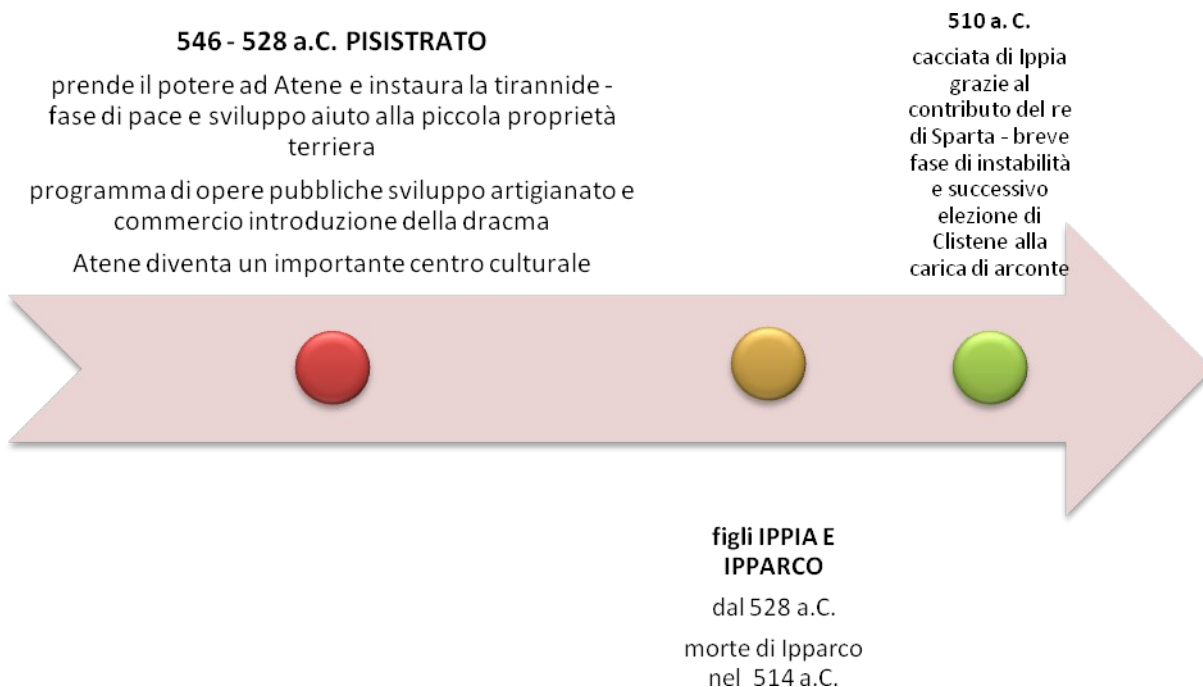 546 - 528 a.C. PISISTRATO
prende il potere ad Atene e instaura la tirannide -
fase di pace e sviluppo aiuto alla piccola proprietà
terriera
programma di opere pubbliche sviluppo artigianato e
commercio introduzione della dracma
Atene diventa un importante centro culturale
510 a. C.
cacciata di Ippia
grazie al
contributo del re
di Sparta - breve
fase di instabilità
e successivo
elezione di
Clistene alla
carica di arconte
figli IPPIA E
IPPARCO
dal 528 a.C.
morte di Ipparco
nel 514 a.C.